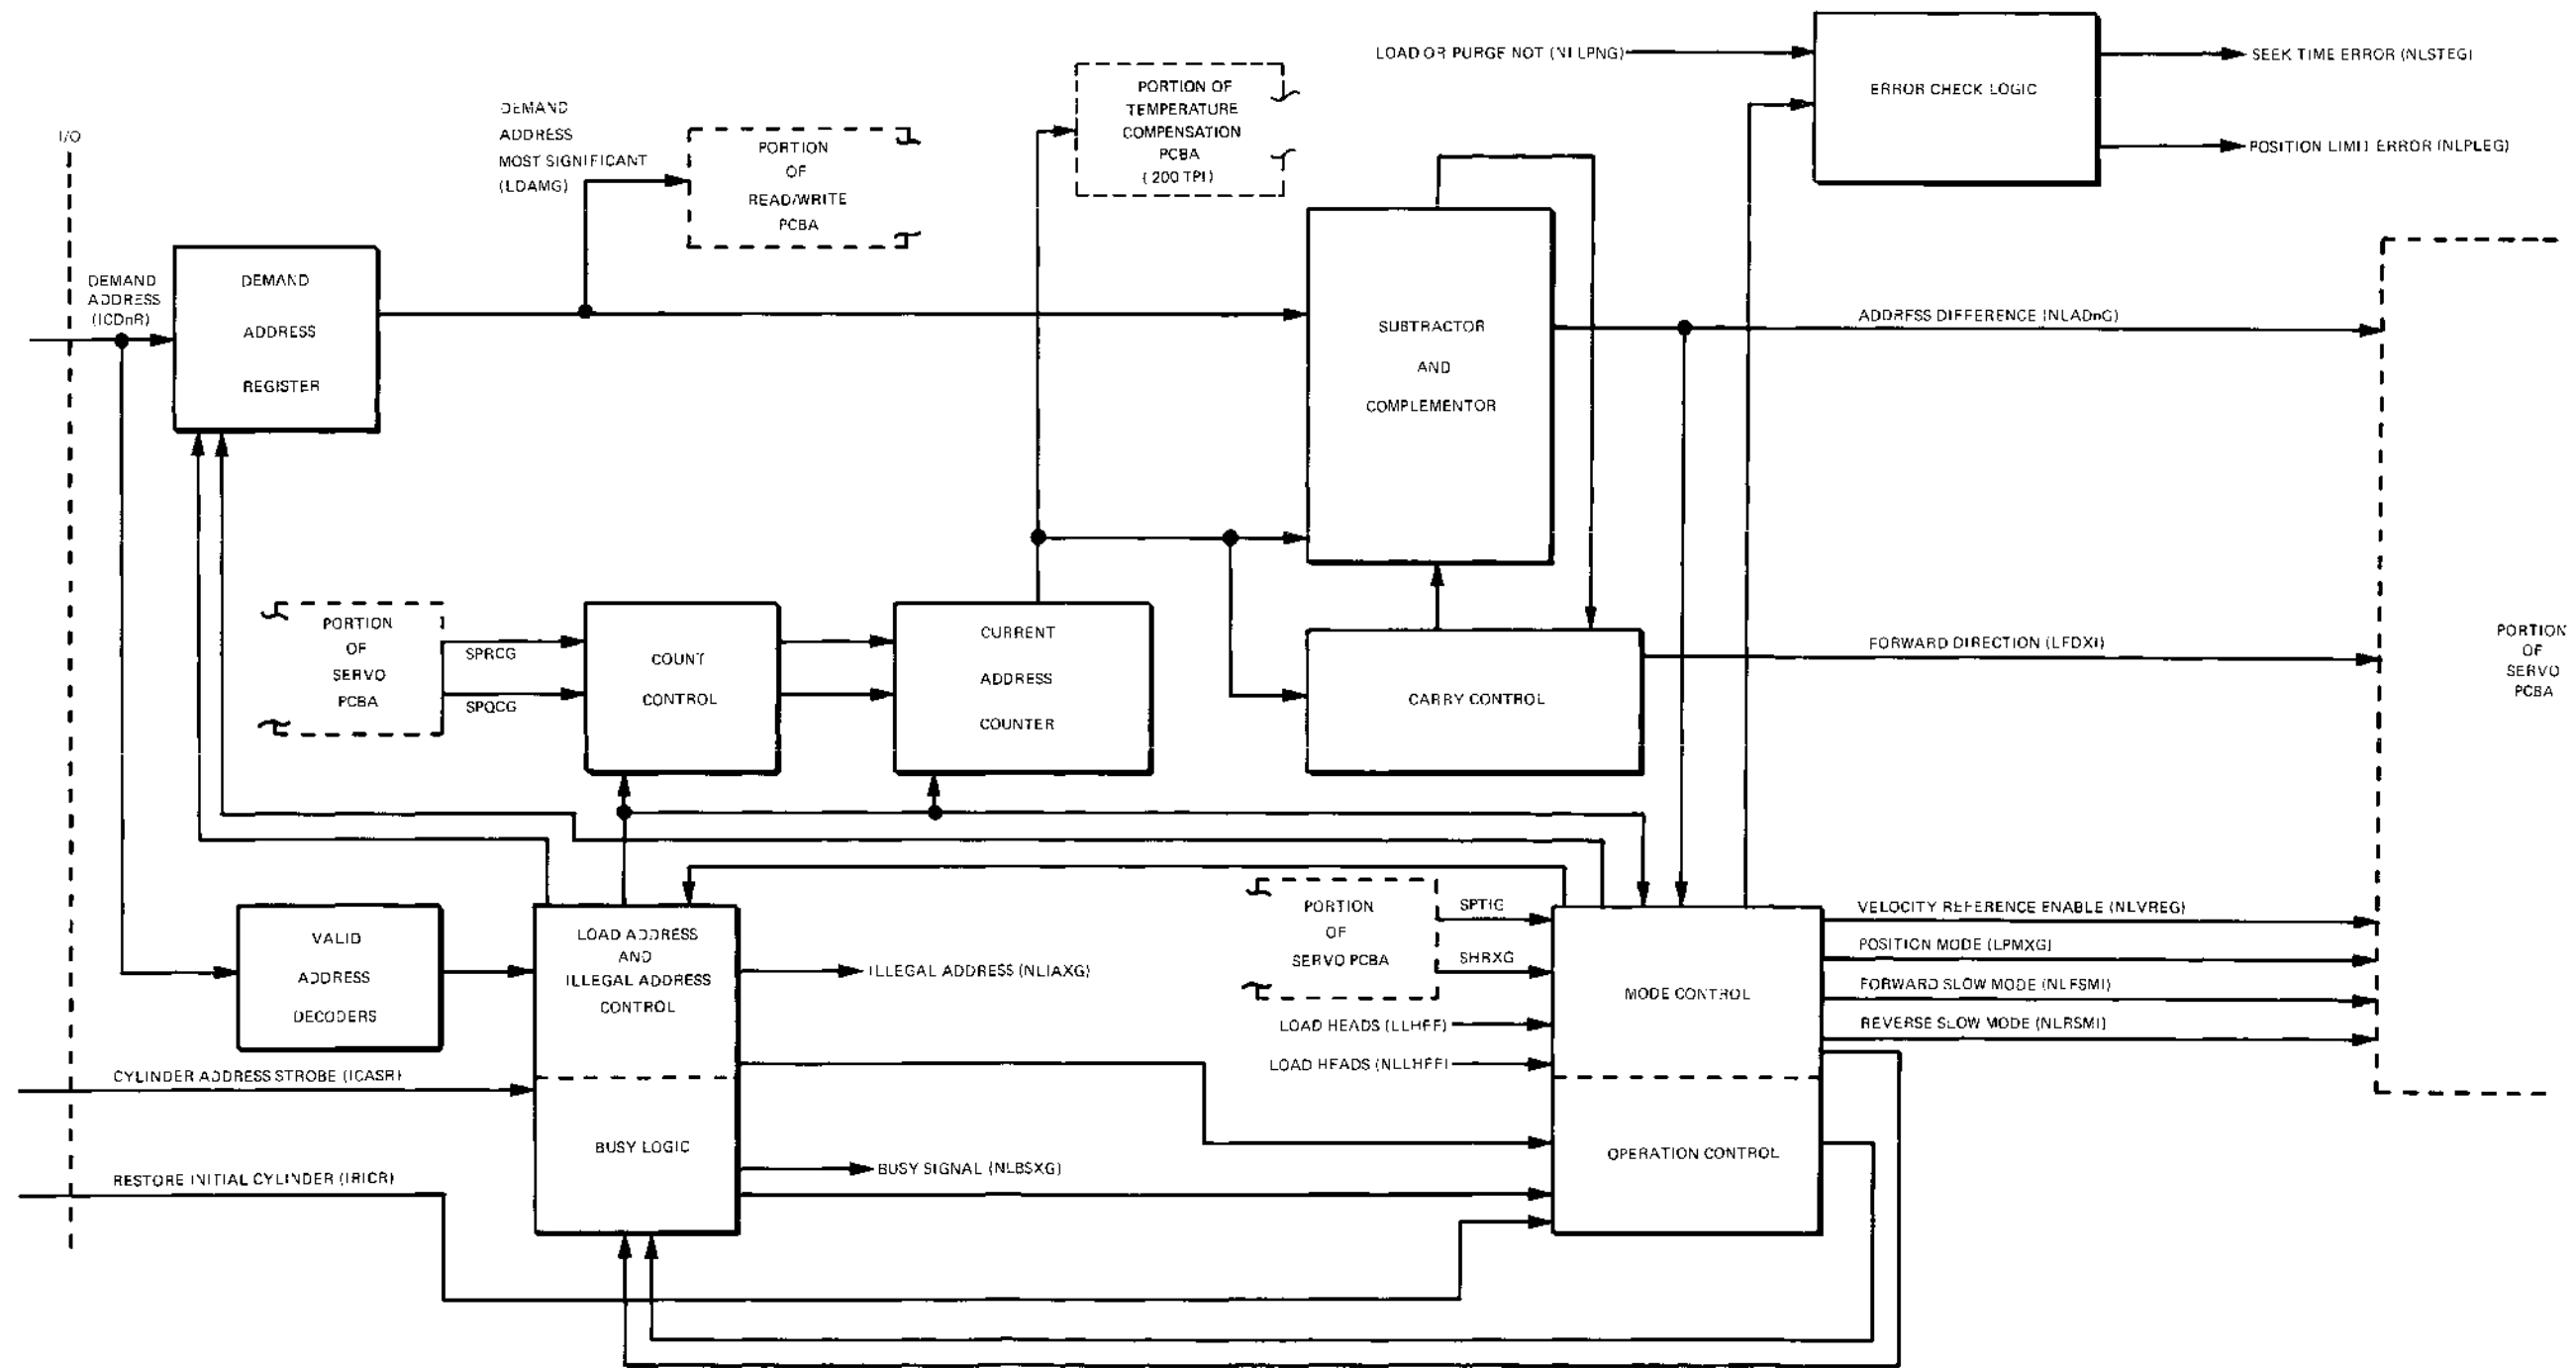 I/O
DEMAND
ADDRESS
(ICDnR)
DEMAND
ADDRESS
REGISTER
DEMAND
ADDRESS
MOST SIGNIFICANT
(LDAMG)
PORTION
OF
READ/WRITE
PCBA
PORTION OF
TEMPERATURE
COMPENSATION
PCBA
(200 TPI)
LOAD OR PURGE NOT (NLLPNG)
ERROR CHECK LOGIC
SEEK TIME ERROR (NLSTEG)
POSITION LIMIT ERROR (NLPLEG)
SUBTRACTOR
AND
COMPLEMENTOR
ADDRESS DIFFERENCE (NLADnG)
PORTION
OF
SERVO
PCBA
SPRCG
SPQCG
COUNT
CONTROL
CURRENT
ADDRESS
COUNTER
CARRY CONTROL
FORWARD DIRECTION (LFDXI)
PORTION
OF
SERVO
PCBA
VALID
ADDRESS
DECODERS
LOAD ADDRESS
AND
ILLEGAL ADDRESS
CONTROL
BUSY LOGIC
ILLEGAL ADDRESS (NLIAXG)
BUSY SIGNAL (NLBSXG)
PORTION
OF
SERVO PCBA
SPTIG
SHRXG
LOAD HEADS (LLHFF)
LOAD HEADS (NLLHFF)
MODE CONTROL
OPERATION CONTROL
VELOCITY REFERENCE ENABLE (NLVREG)
POSITION MODE (LPMXG)
FORWARD SLOW MODE (NLFSMI)
REVERSE SLOW MODE (NLRSMI)
CYLINDER ADDRESS STROBE (ICASR)
RESTORE INITIAL CYLINDER (IRICR)